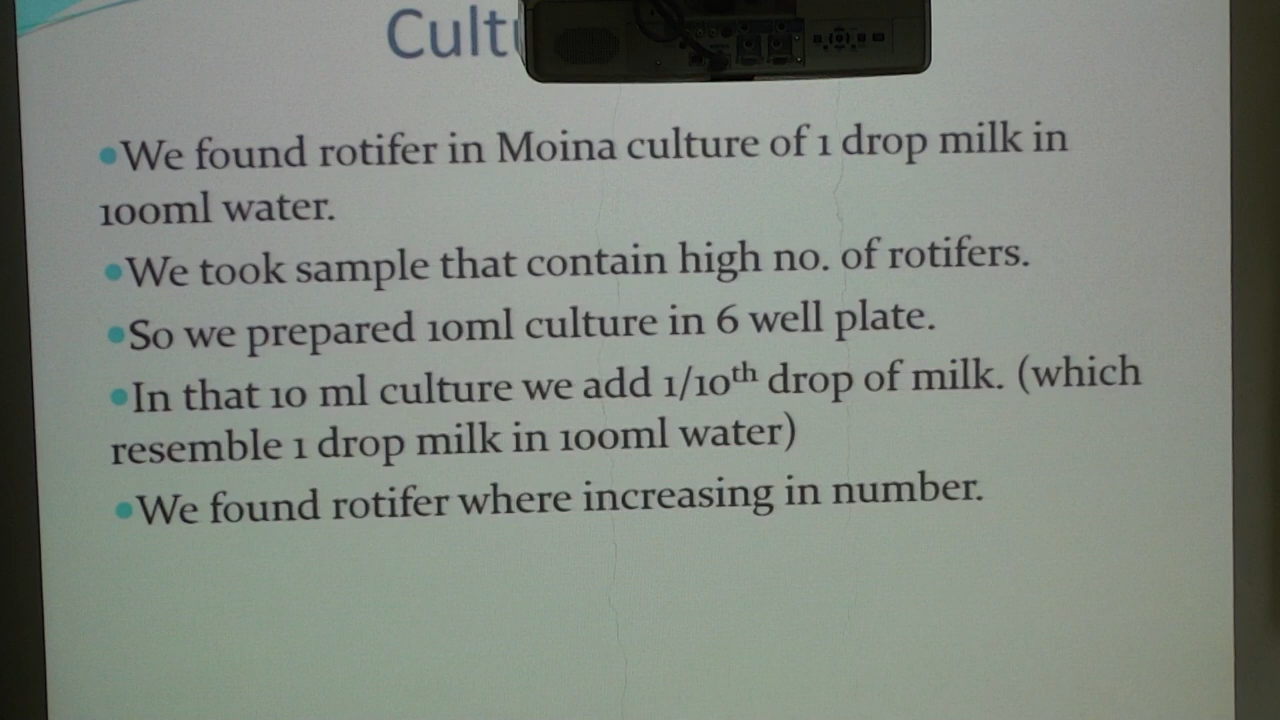 •We found rotifer in Moina culture of 1 drop milk in
100ml water.
•We took sample that contain high no. of rotifers.
•So we prepared 10ml culture in 6 well plate.
•In that 10 ml culture we add 1/10th drop of milk. (which
resemble 1 drop milk in 100ml water)
•We found rotifer where increasing in number.